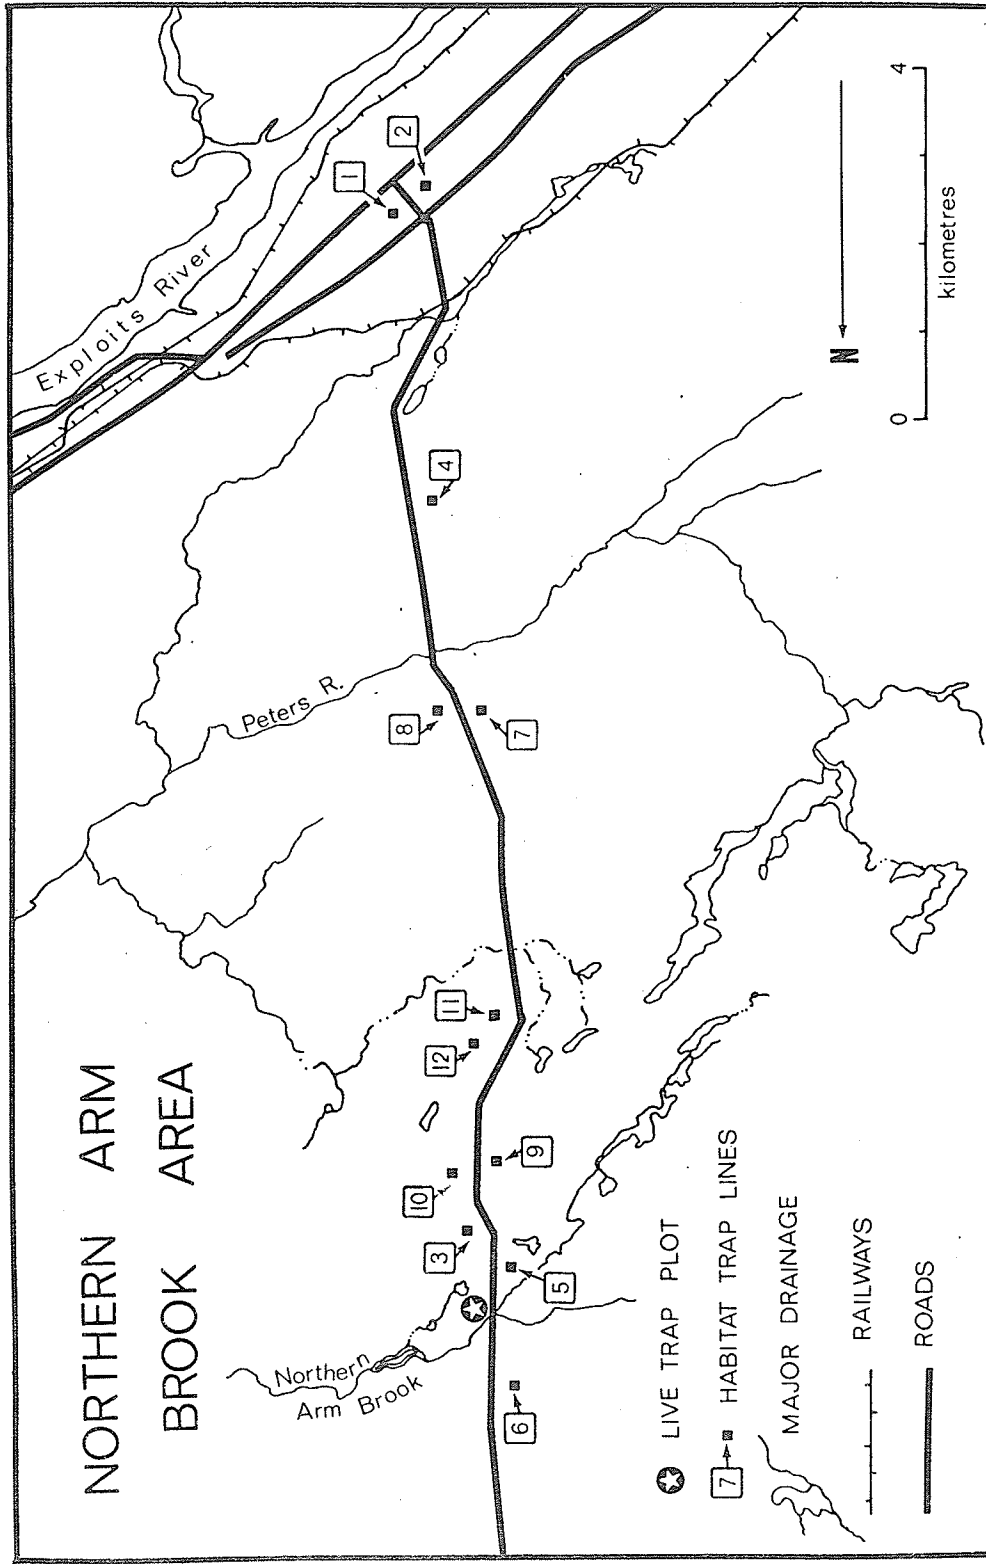 NORTHERN ARM
BROOK AREA
Exploits River
Peters R.
Northern
Arm Brook
1
2
4
8
7
11
12
9
10
3
5
6
N
0 4
kilometres
LIVE TRAP PLOT
7 HABITAT TRAP LINES
MAJOR DRAINAGE
RAILWAYS
ROADS